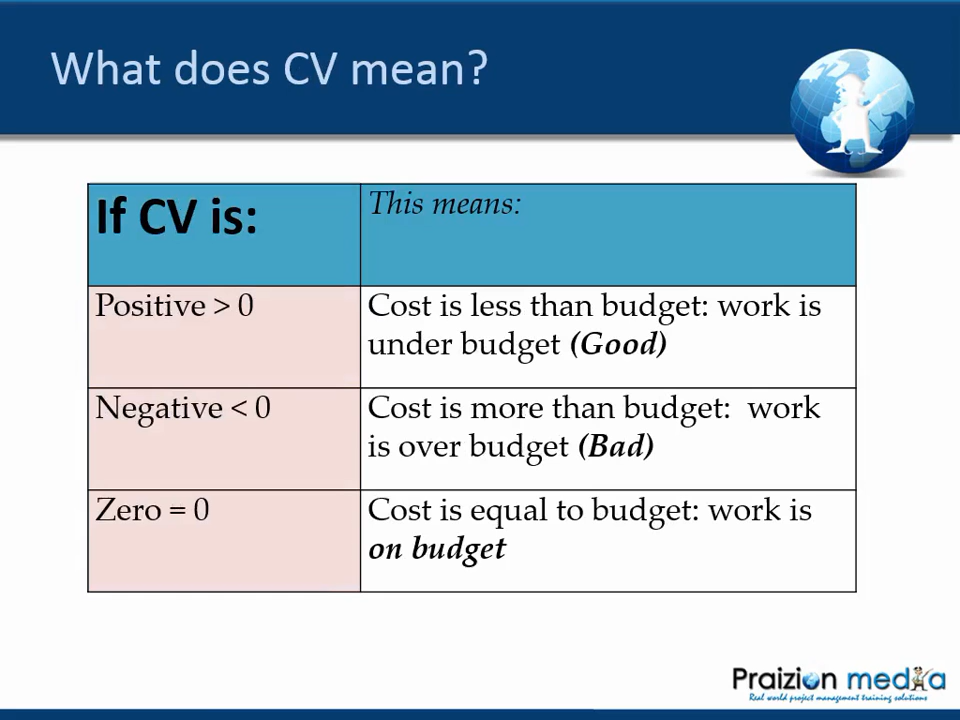 What does CV mean?
If CV is:
This means:
Positive > 0
Cost is less than budget: work is
under budget (Good)
Negative < 0
Cost is more than budget:  work
is over budget (Bad)
Zero = 0
Cost is equal to budget: work is
on budget
Praizion media
Real world project management training solutions